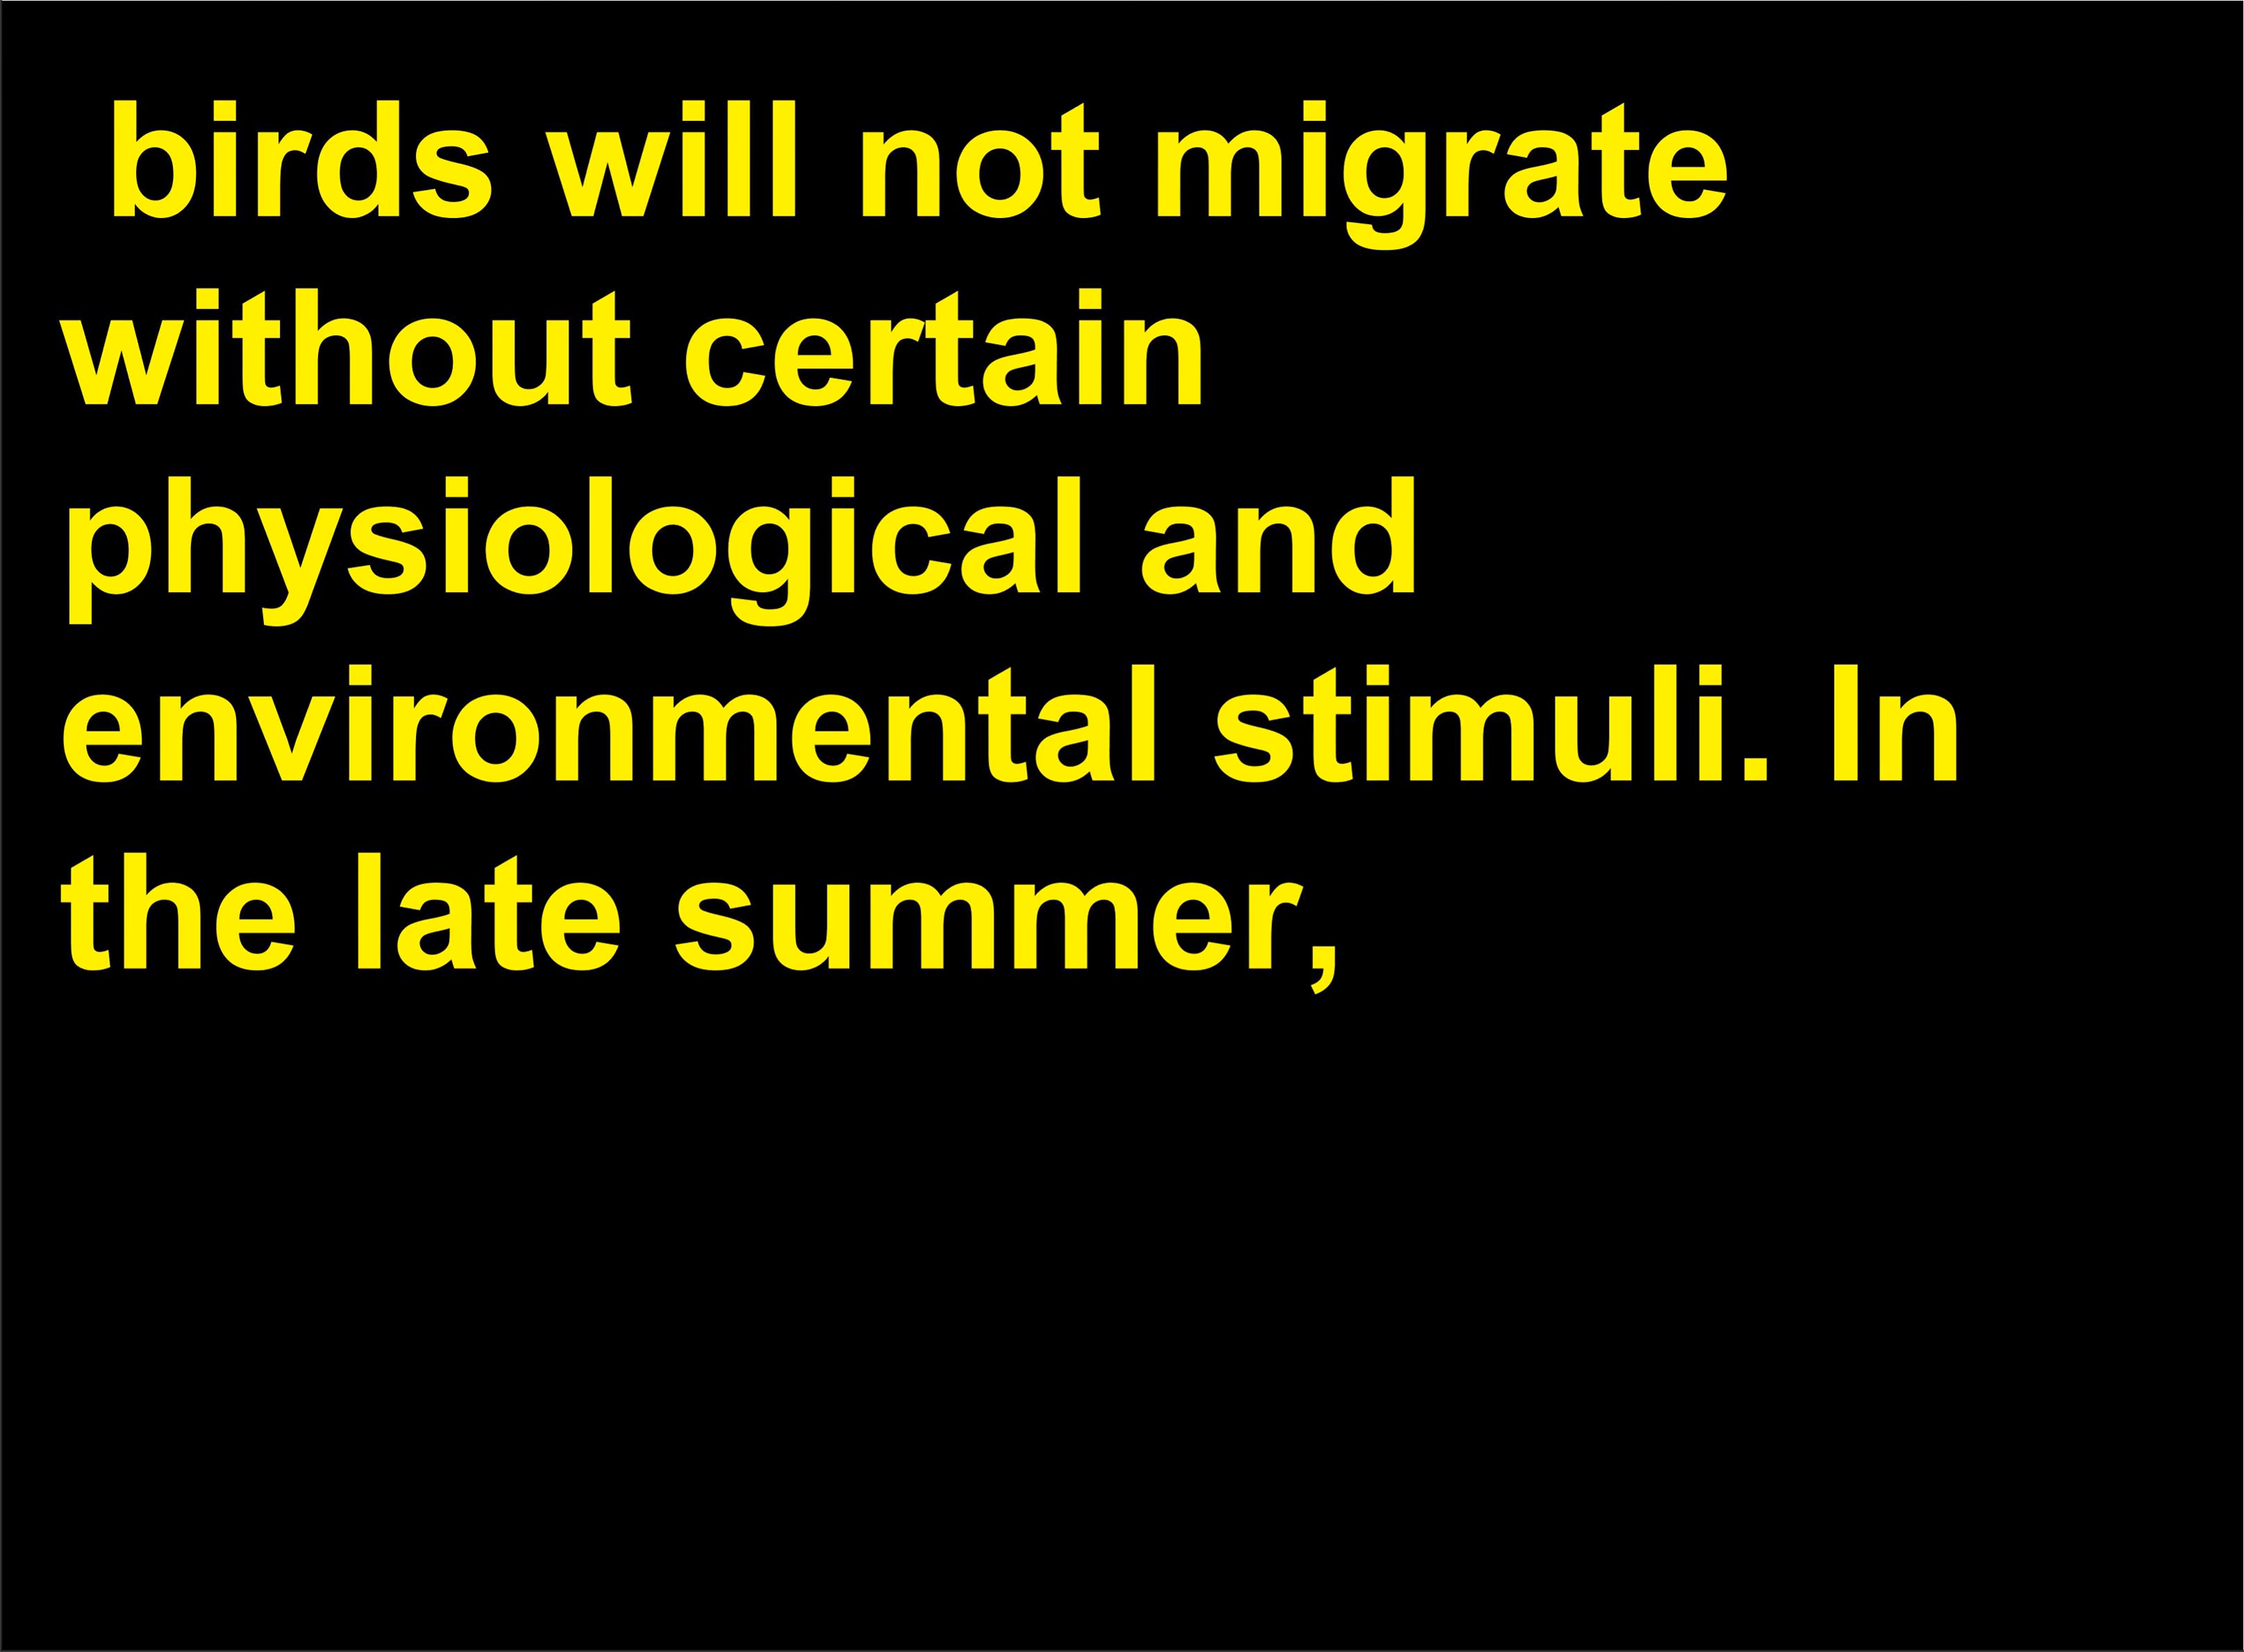 birds will not migrate
without certain
physiological and
environmental stimuli. In
the late summer,